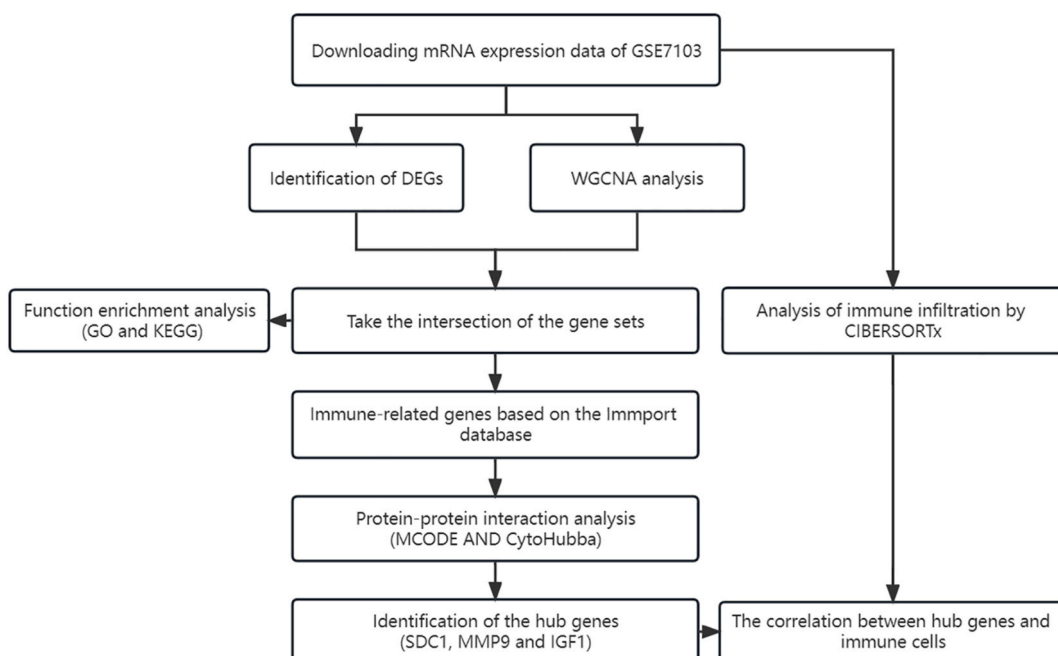 Downloading mRNA expression data of GSE7103
Identification of DEGs
WGCNA analysis
Function enrichment analysis
(GO and KEGG)
Take the intersection of the gene sets
Analysis of immune infiltration by
CIBERSORTx
Immune-related genes based on the Immport
database
Protein-protein interaction analysis
(MCODE AND CytoHubba)
Identification of the hub genes
(SDC1, MMP9 and IGF1)
The correlation between hub genes and
immune cells